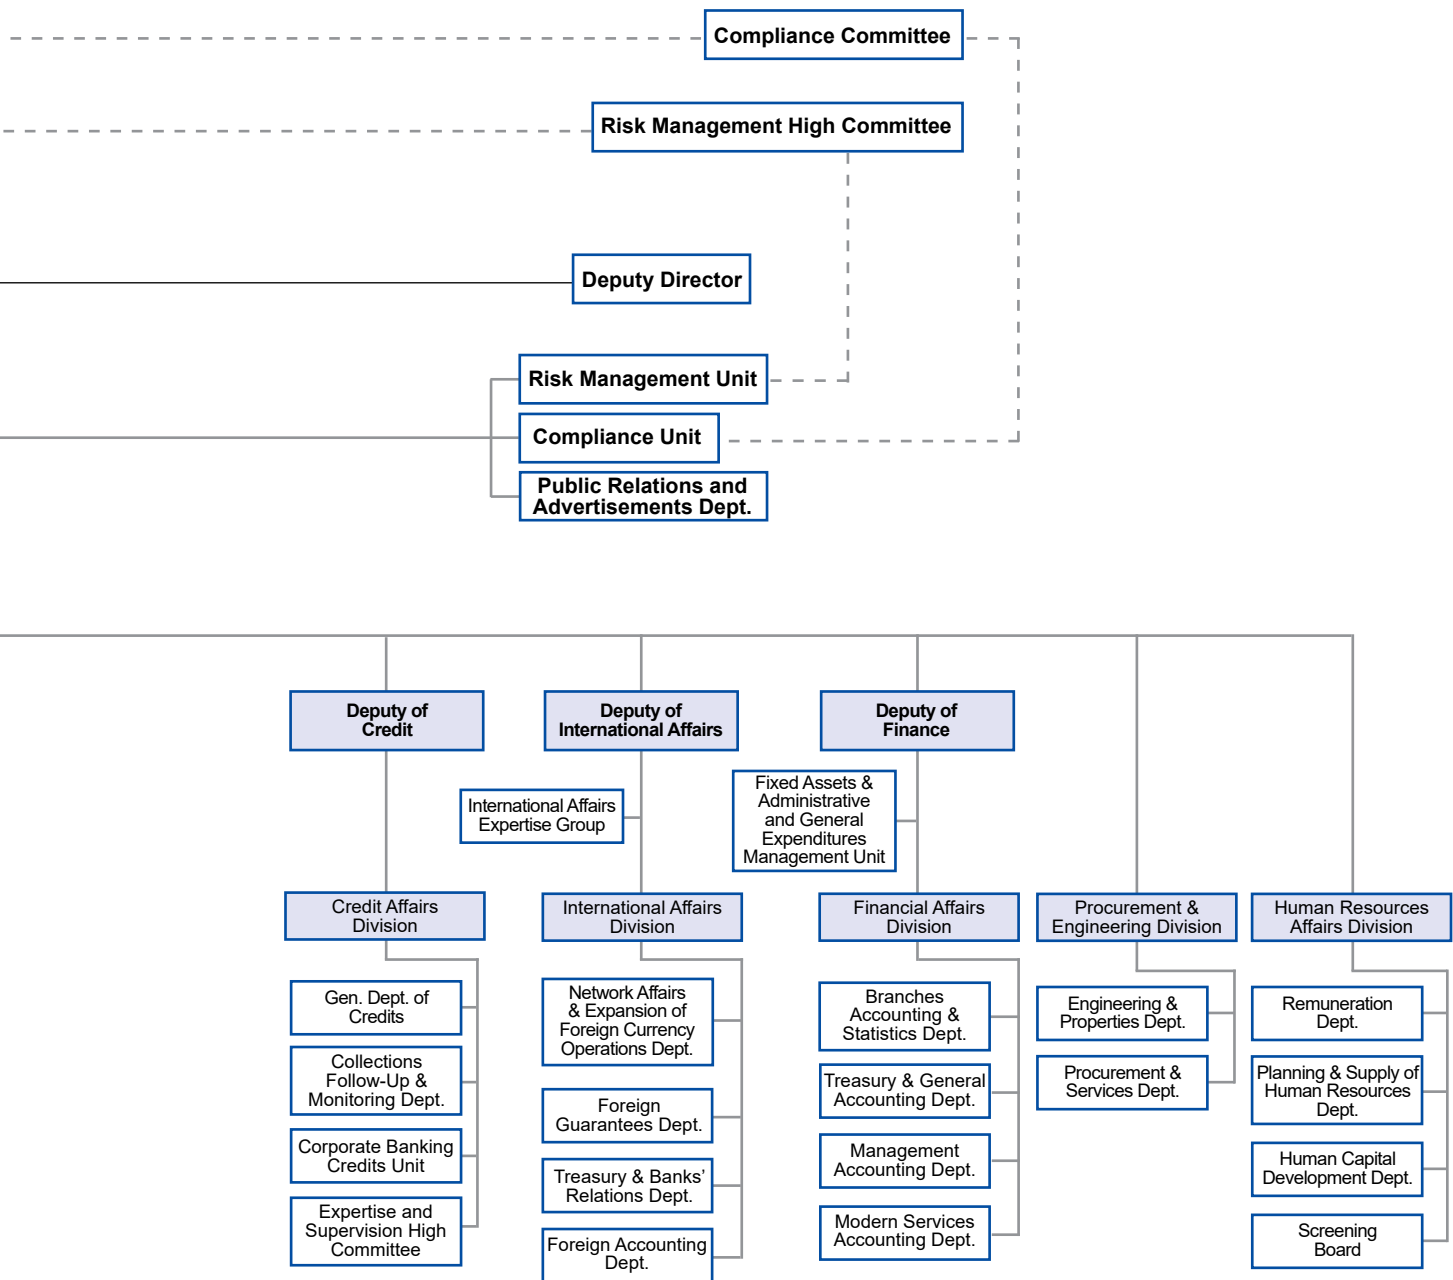 Compliance Committee
Risk Management High Committee
Deputy Director
Risk Management Unit
Compliance Unit
Public Relations and
Advertisements Dept.
Deputy of
Credit
Deputy of
International Affairs
Deputy of
Finance
International Affairs
Expertise Group
Fixed Assets &
Administrative
and General
Expenditures
Management Unit
Credit Affairs
Division
International Affairs
Division
Financial Affairs
Division
Procurement &
Engineering Division
Human Resources
Affairs Division
Gen. Dept. of
Credits
Collections
Follow-Up &
Monitoring Dept.
Corporate Banking
Credits Unit
Expertise and
Supervision High
Committee
Network Affairs
& Expansion of
Foreign Currency
Operations Dept.
Foreign
Guarantees Dept.
Treasury & Banks'
Relations Dept.
Foreign Accounting
Dept.
Branches
Accounting &
Statistics Dept.
Treasury & General
Accounting Dept.
Management
Accounting Dept.
Modern Services
Accounting Dept.
Engineering &
Properties Dept.
Procurement &
Services Dept.
Remuneration
Dept.
Planning & Supply of
Human Resources
Dept.
Human Capital
Development Dept.
Screening
Board